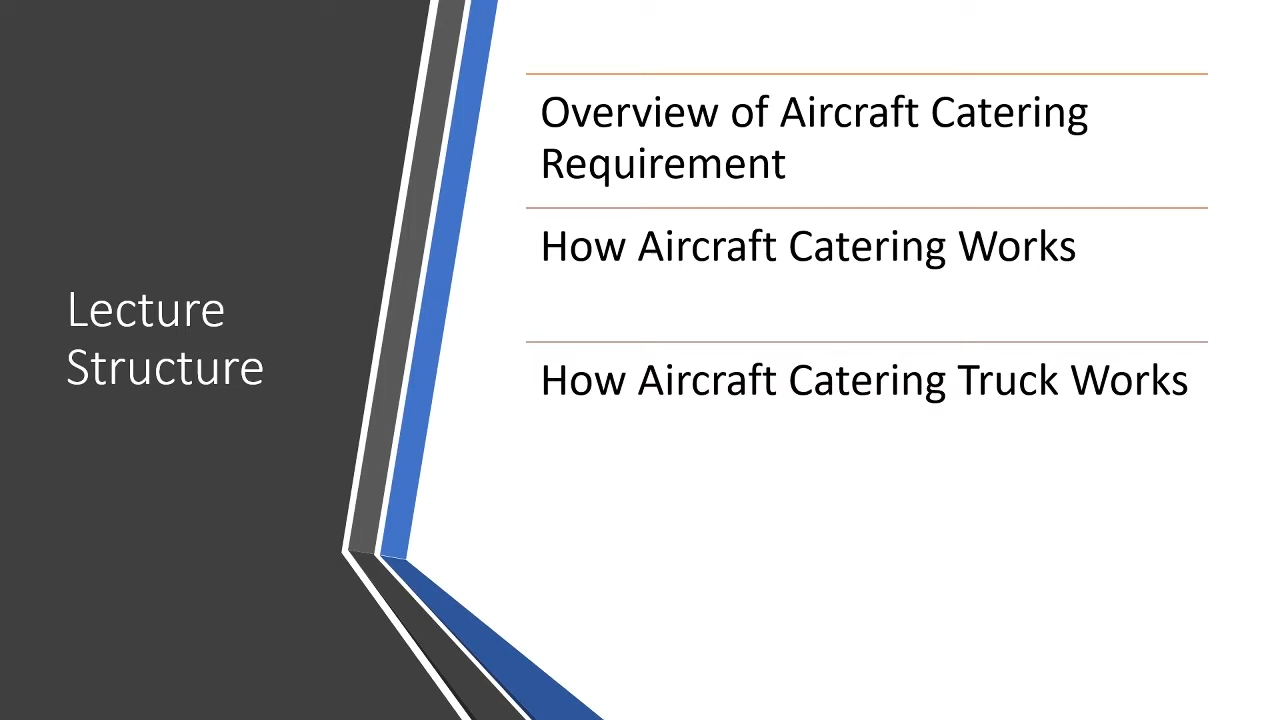 Lecture
Structure
Overview of Aircraft Catering
Requirement
How Aircraft Catering Works
How Aircraft Catering Truck Works